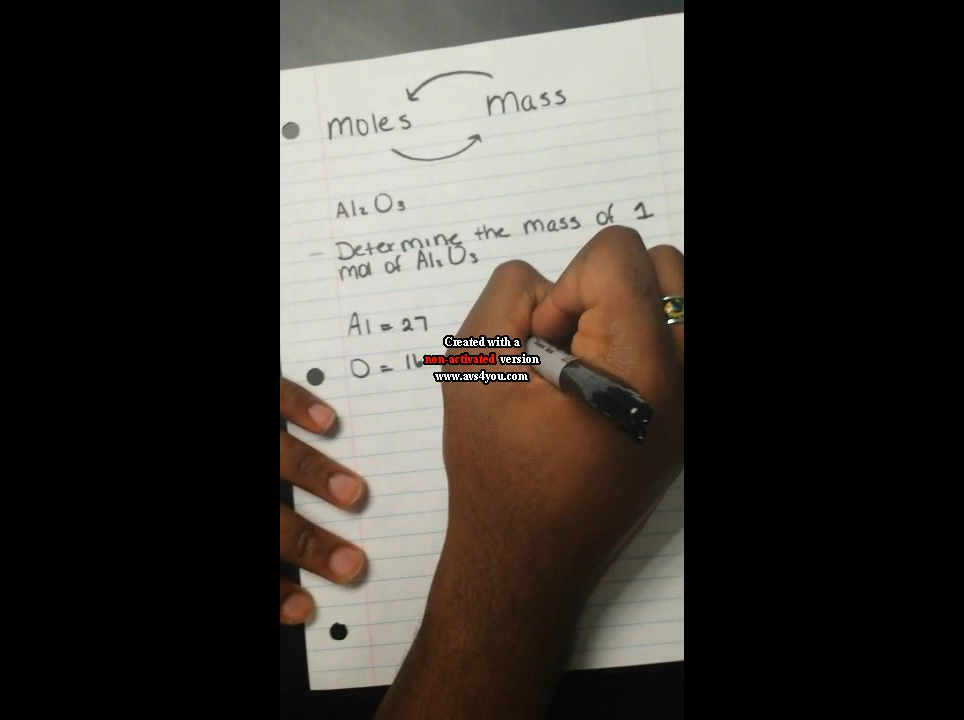 moles mass
Al₂O₃
- Determine the mass of 1
mol of Al₂O₃
Al = 27
O = 16
Created with a
non-activated version
www.avs4you.com